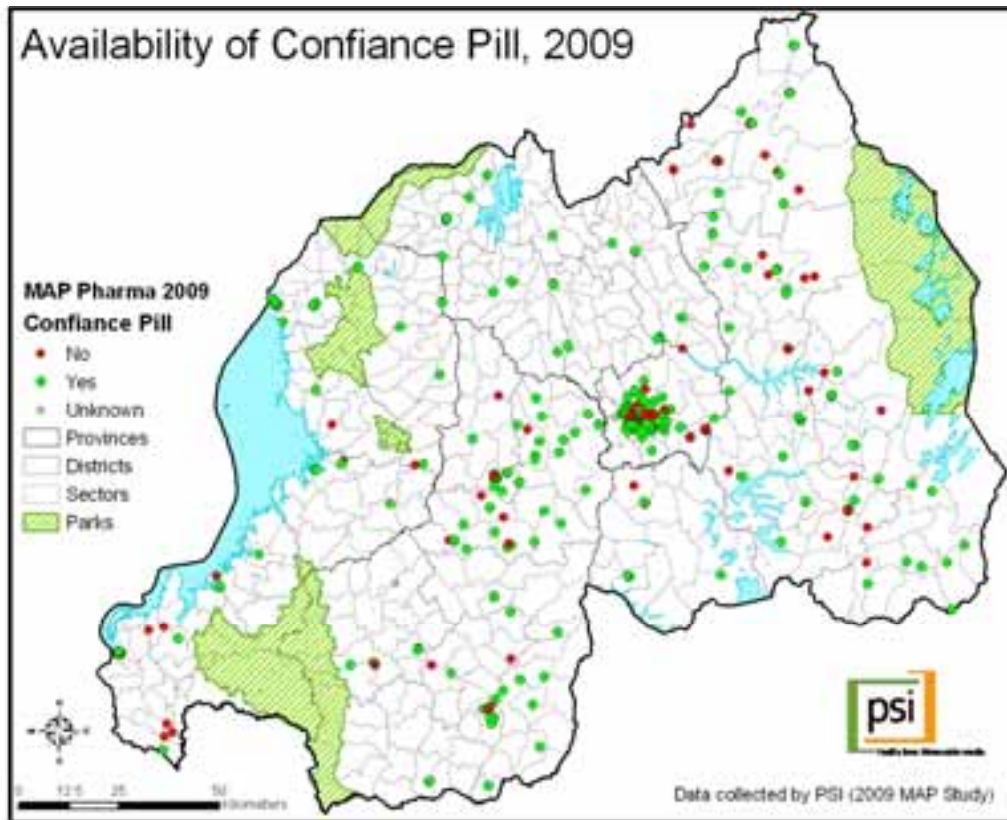 Availability of Confiance Pill, 2009
MAP Pharma 2009
Confiance Pill
No
Yes
Unknown
Provinces
Districts
Sectors
Parks
0 12.5 25 50
Kilometers
psi
Data collected by PSI (2009 MAP Study)